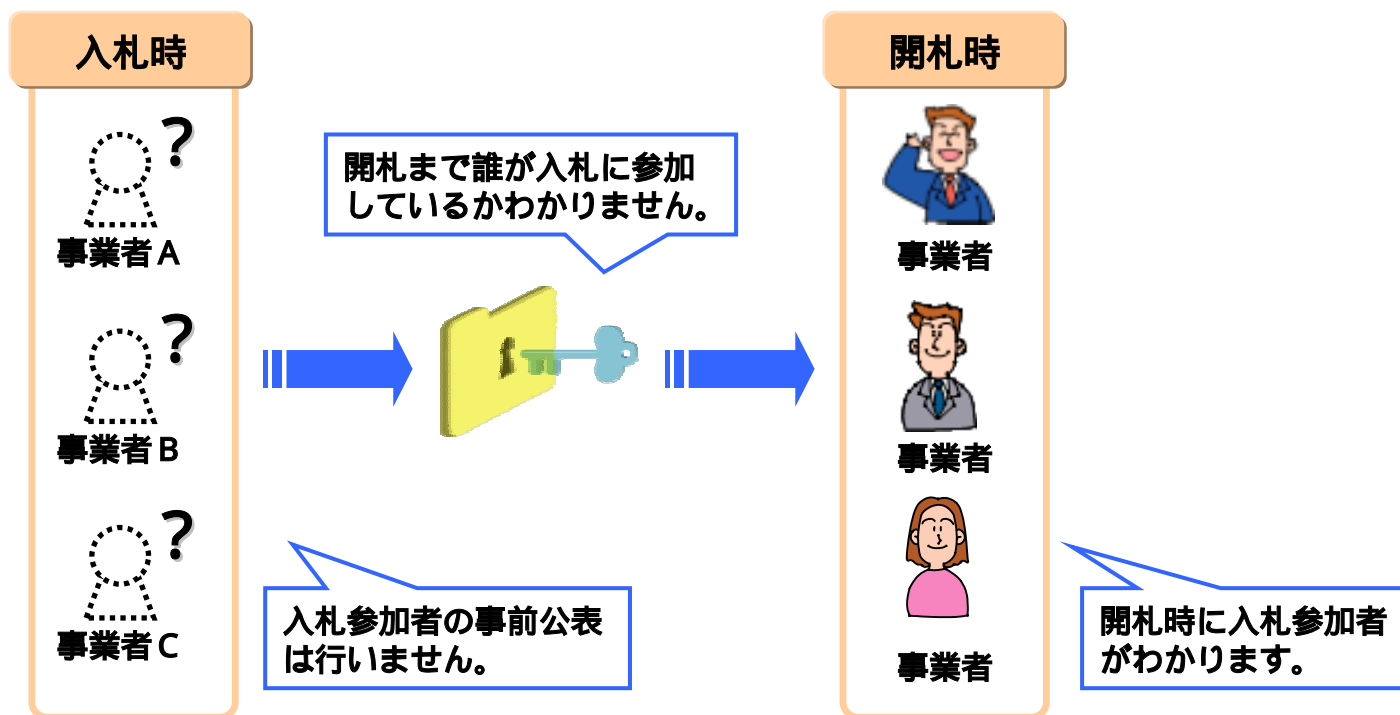 入札時
?
事業者A
?
事業者B
?
事業者C
開札まで誰が入札に参加
しているかわかりません。
入札参加者の事前公表
は行いません。
開札時
事業者
事業者
事業者
開札時に入札参加者
がわかります。